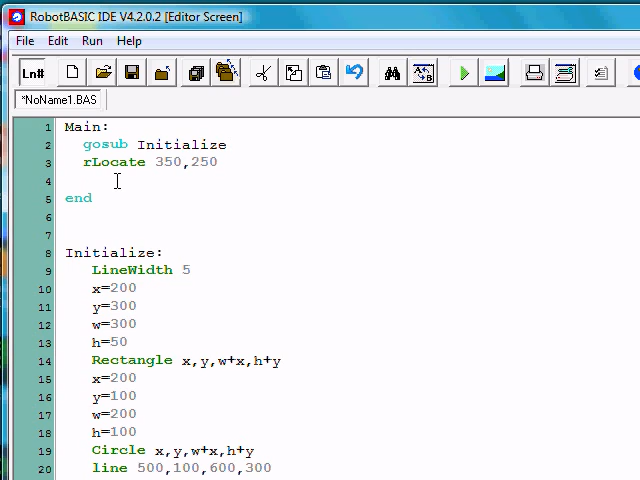 RobotBASIC IDE V4.2.0.2 [Editor Screen]
File Edit Run Help
Ln#
*NoName1.BAS
1 Main:
2 gosub Initialize
3 rLocate 350,250
4
5 end
6
7
8 Initialize:
9 LineWidth 5
10 x=200
11 y=300
12 w=300
13 h=50
14 Rectangle x,y,w+x,h+y
15 x=200
16 y=100
17 w=200
18 h=100
19 Circle x,y,w+x,h+y
20 line 500,100,600,300